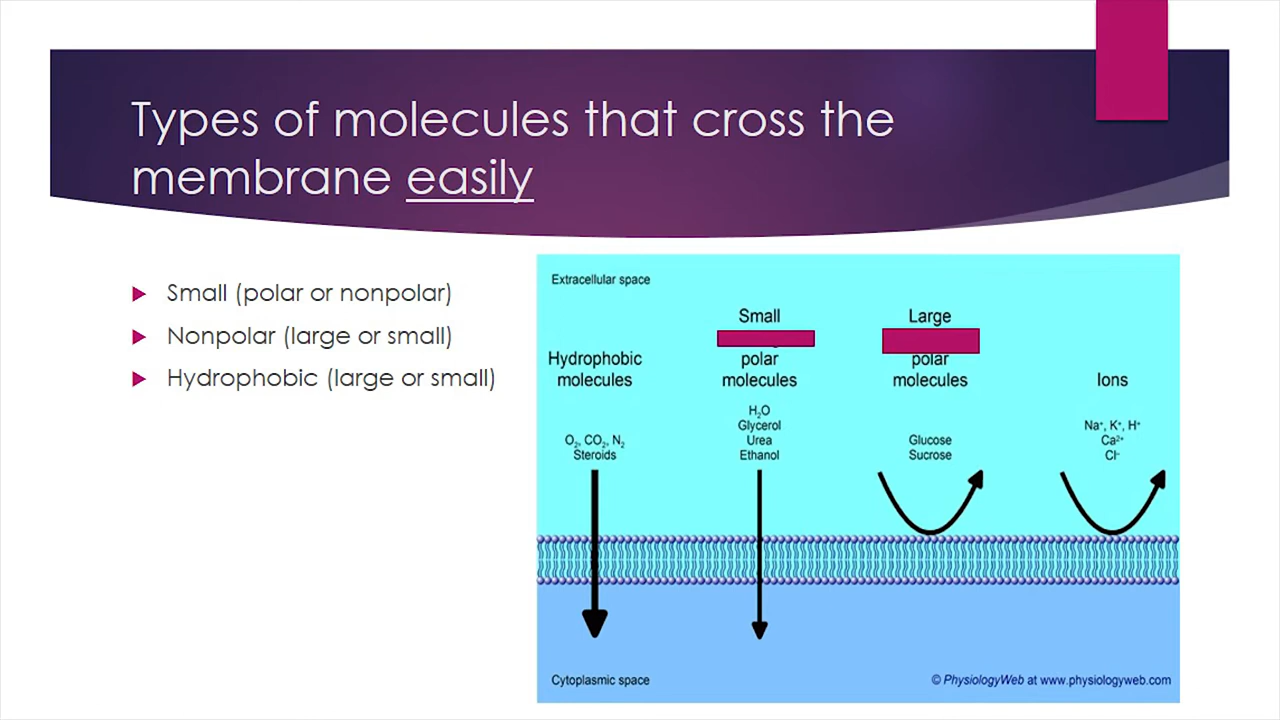 Types of molecules that cross the
membrane easily
Small (polar or nonpolar)
Nonpolar (large or small)
Hydrophobic (large or small)
Extracellular space
Hydrophobic
molecules
O₂, CO₂, N₂
Steroids
Small
polar
molecules
H₂O
Glycerol
Urea
Ethanol
Large
polar
molecules
Glucose
Sucrose
Ions
Na⁺, K⁺, H⁺
Ca²⁺
Cl⁻
Cytoplasmic space
© PhysiologyWeb at www.physiologyweb.com